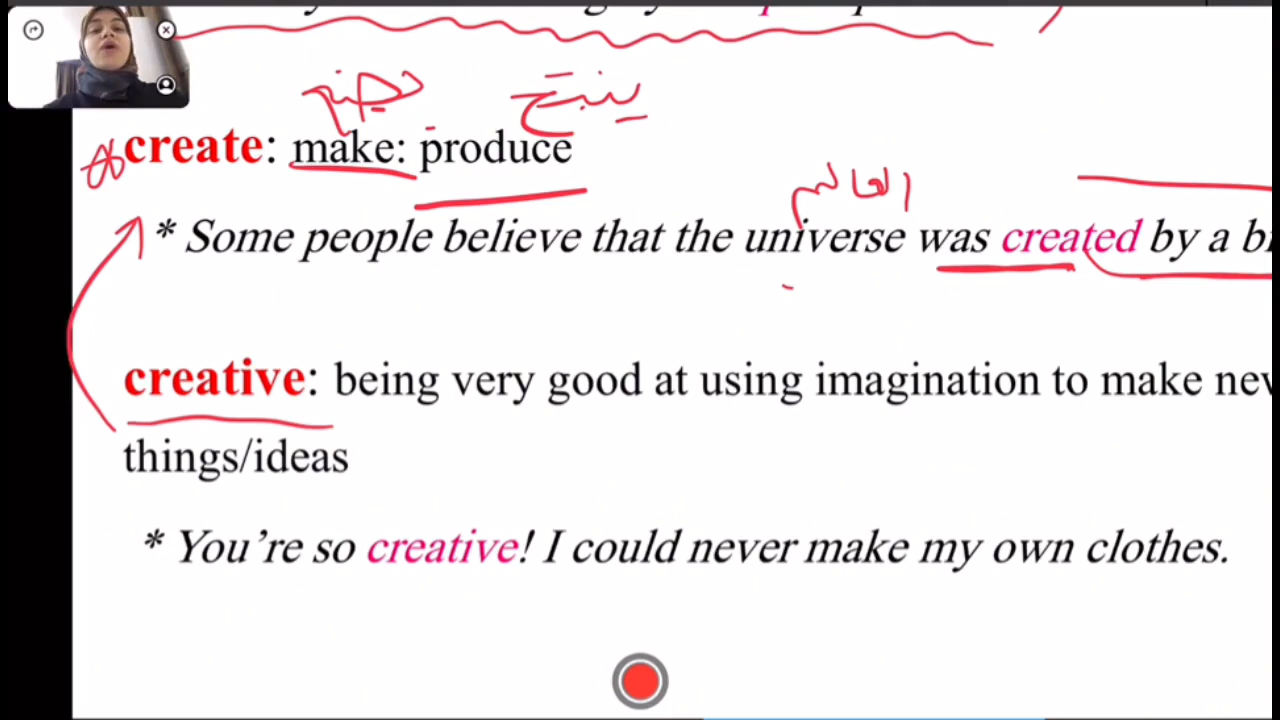 يصنع ينتج
create: make: produce
العالم
* Some people believe that the universe was created by a
creative: being very good at using imagination to make new
things/ideas
* You're so creative! I could never make my own clothes.